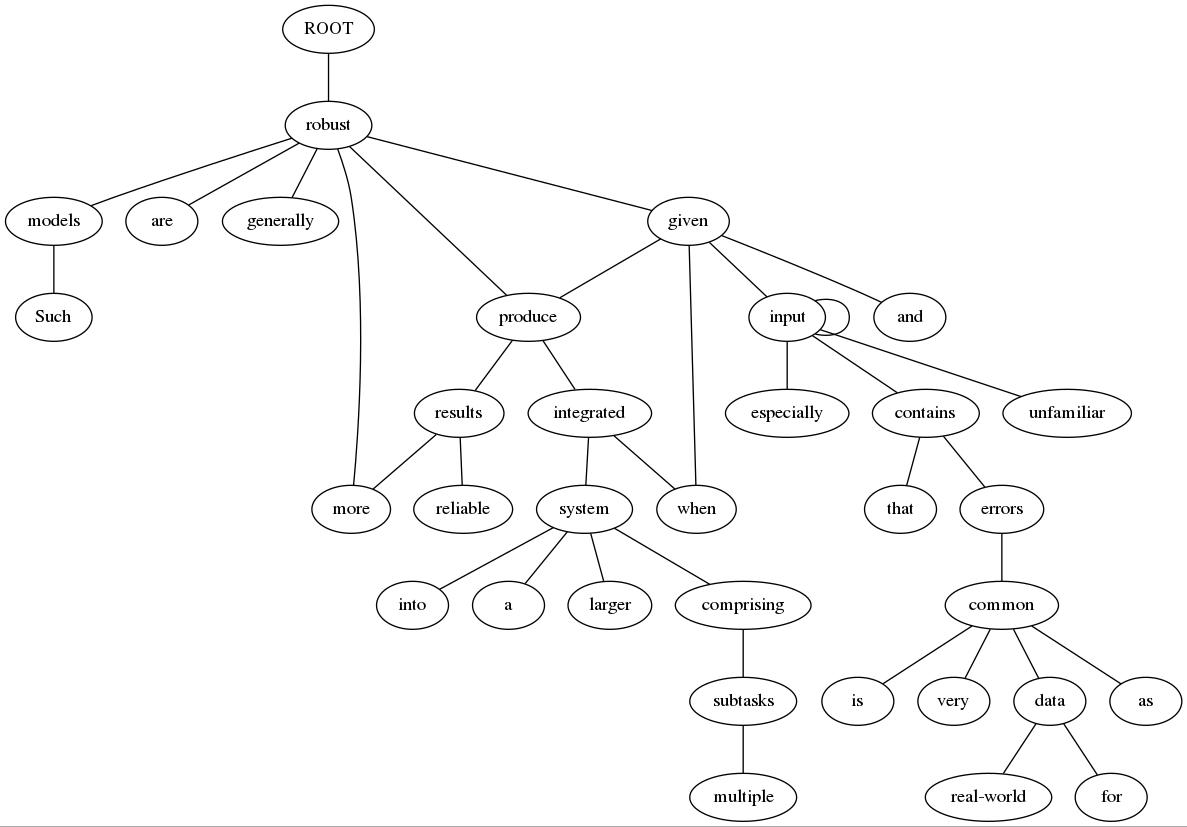 ROOT
robust
models are generally given
Such produce input and
results integrated especially contains unfamiliar
more reliable system when that errors
into a larger comprising common
subtasks is very data as
multiple real-world for